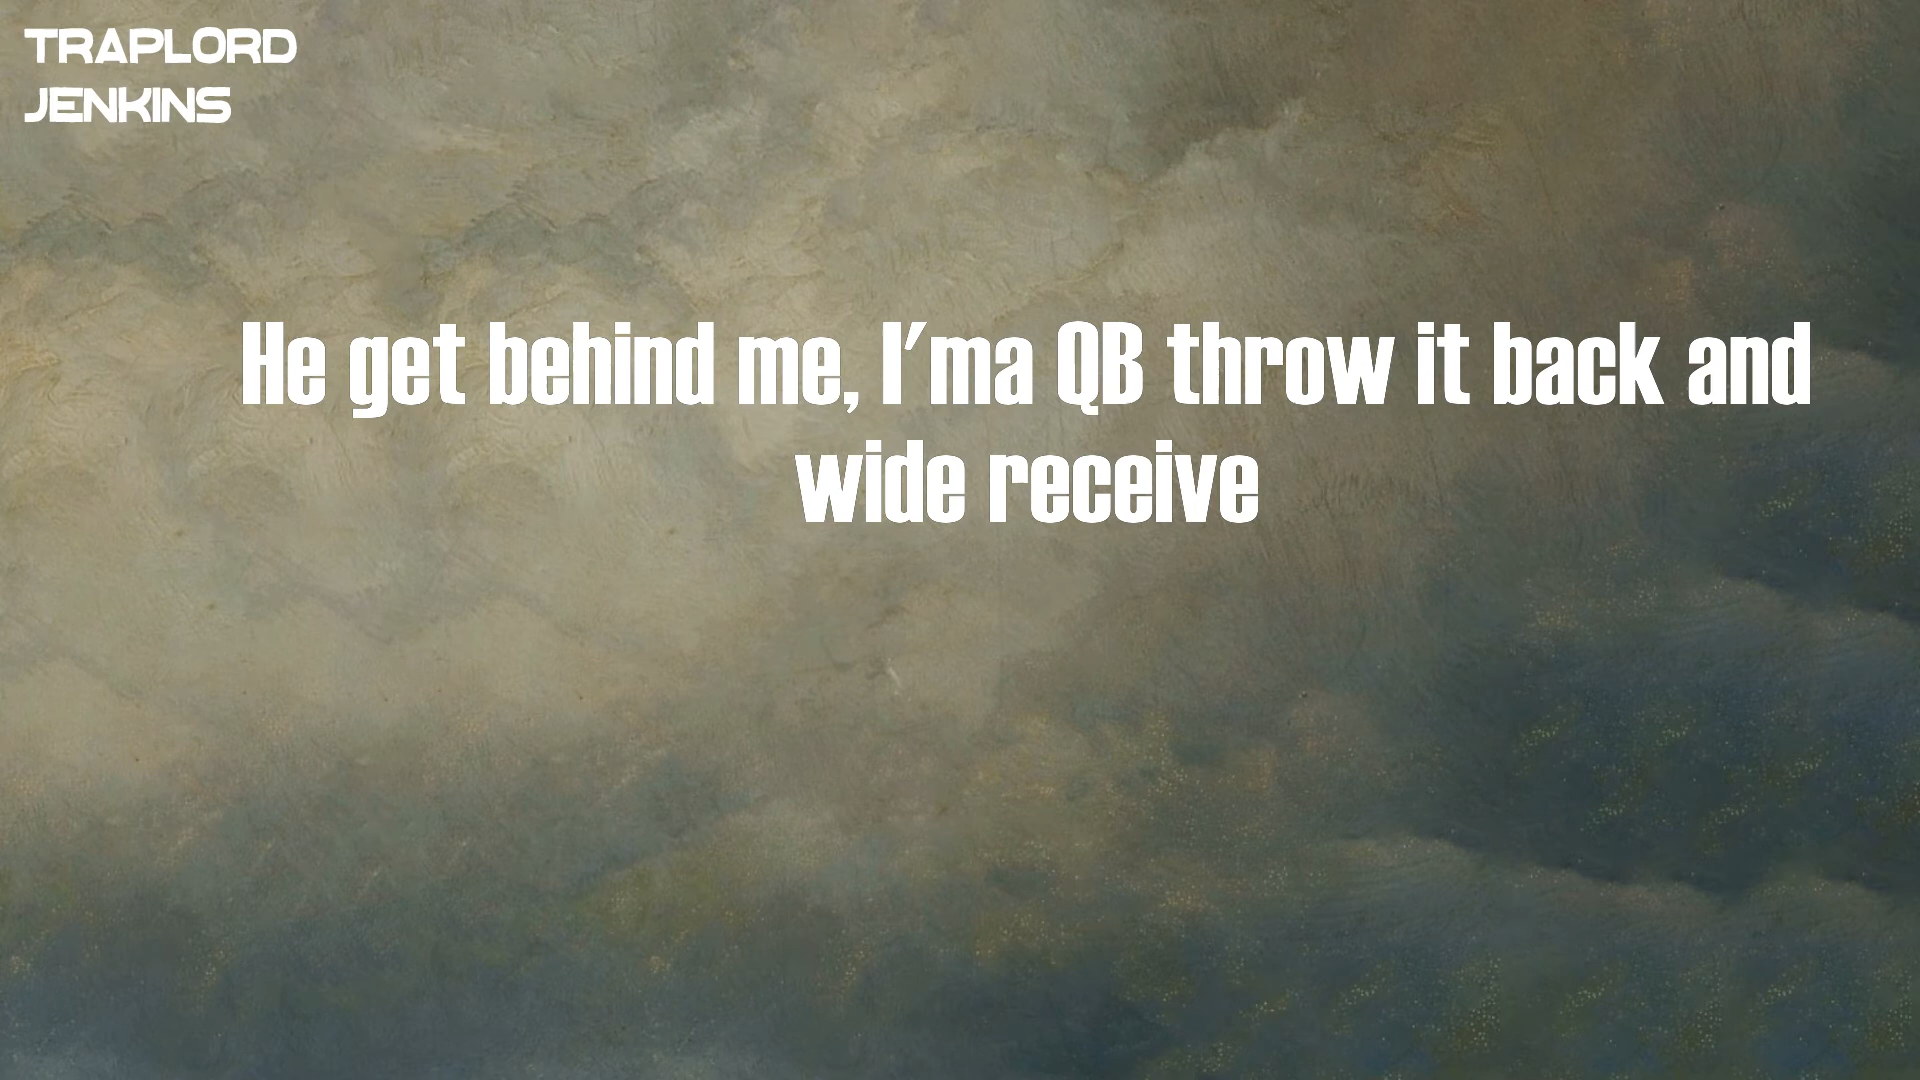 TRAPLORD
JENKINS
He get behind me, I'ma QB throw it back and
wide receive